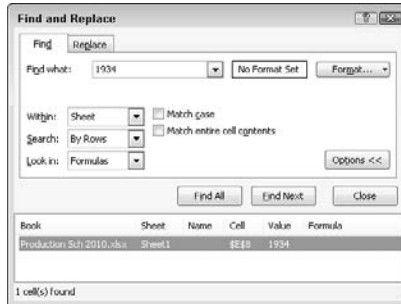 Find and Replace
Find Replace
Find what: 1934 No Format Set Format...
Within: Sheet Match case
Match entire cell contents
Search: By Rows
Look in: Formulas Options <<
Find All Find Next Close
Book Sheet Name Cell Value Formula
Production Sch 2010.xlsx Sheet1 $E$8 1934
1 cell(s) found